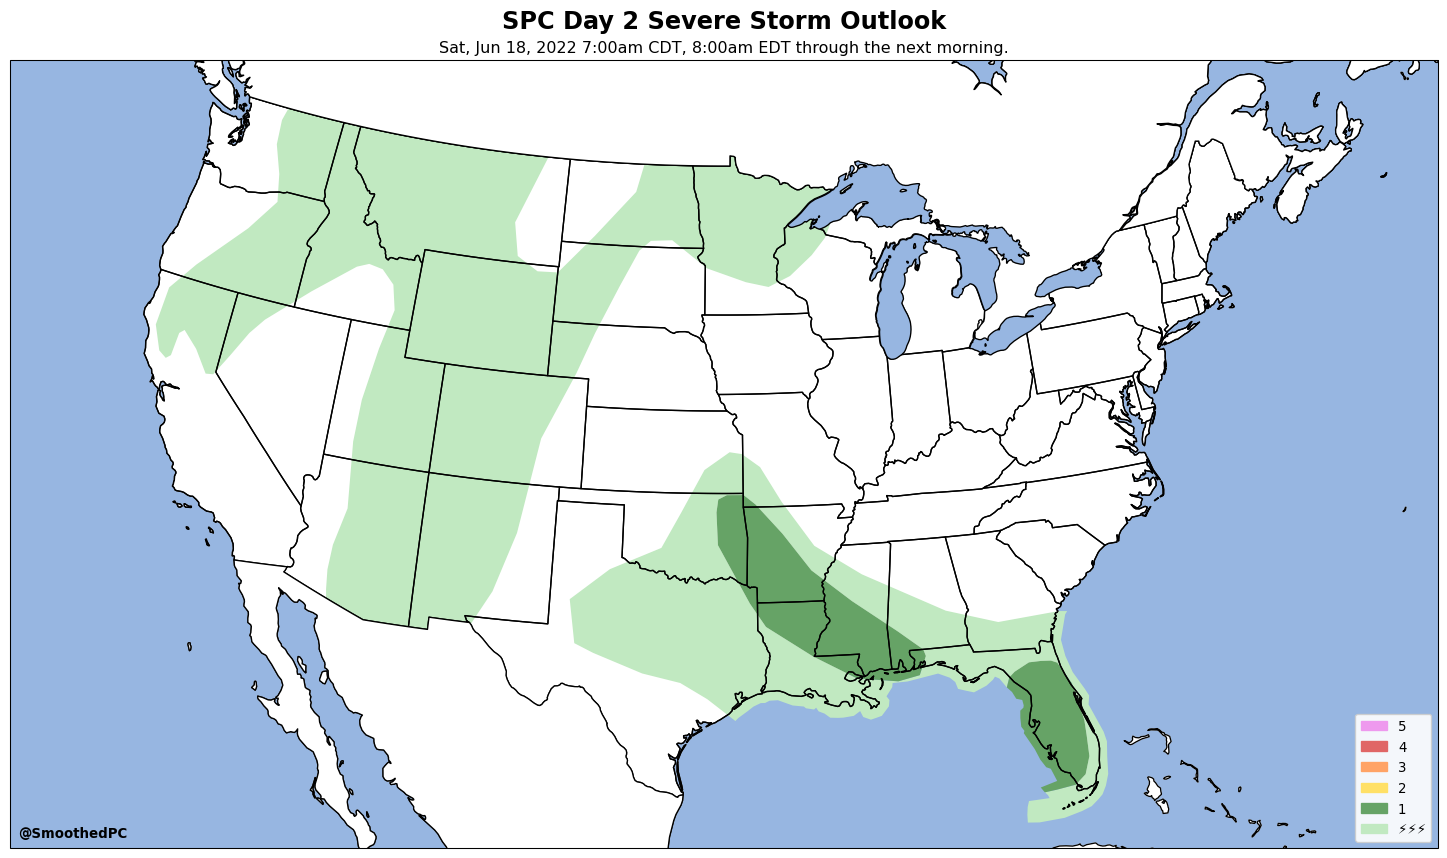 SPC Day 2 Severe Storm Outlook
Sat, Jun 18, 2022 7:00am CDT, 8:00am EDT through the next morning.
5
4
3
2
1
⚡⚡⚡
@SmoothedPC